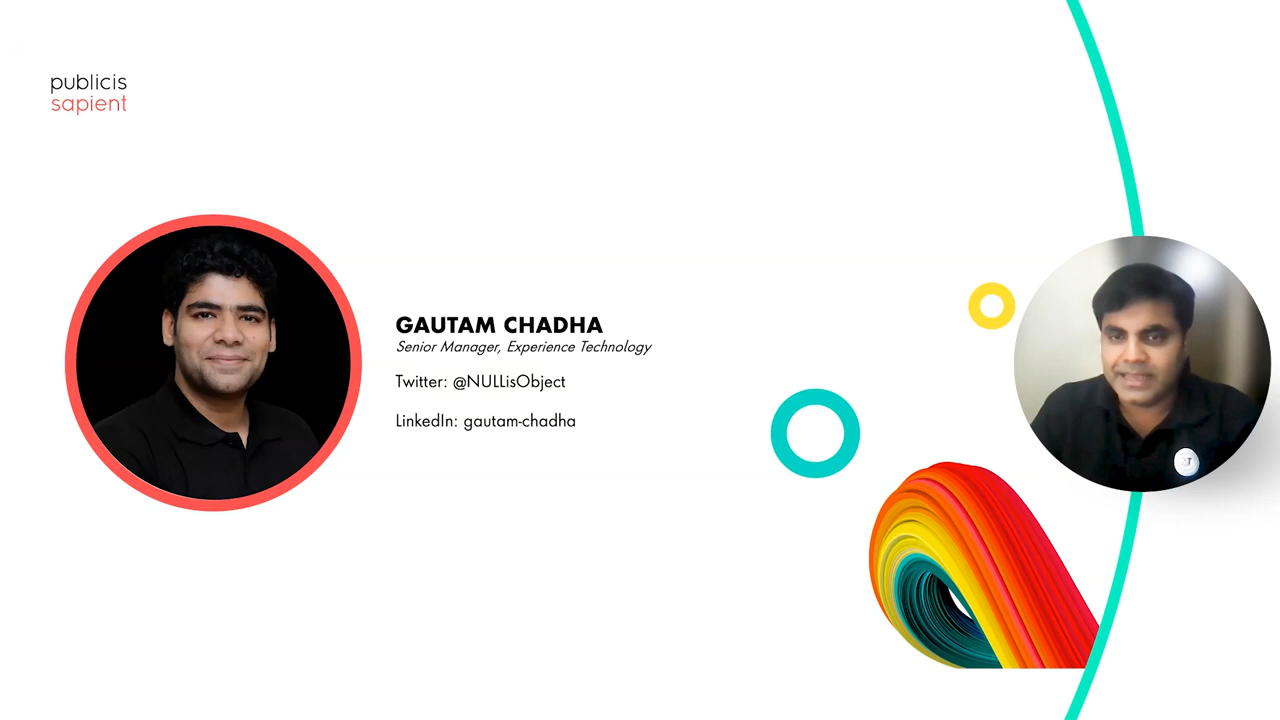 publicis
sapient
GAUTAM CHADHA
Senior Manager, Experience Technology
Twitter: @NULLisObject
LinkedIn: gautam-chadha